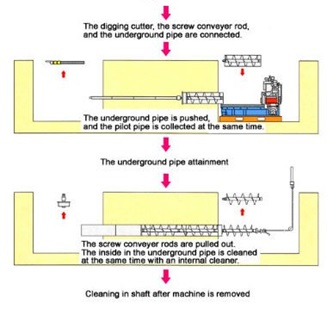 The digging cutter, the screw conveyer rod,
and the underground pipe are connected.
The underground pipe is pushed,
and the pilot pipe is collected at the same time.
The underground pipe attainment
The screw conveyer rods are pulled out.
The inside in the underground pipe is cleaned
at the same time with an internal cleaner.
Cleaning in shaft after machine is removed